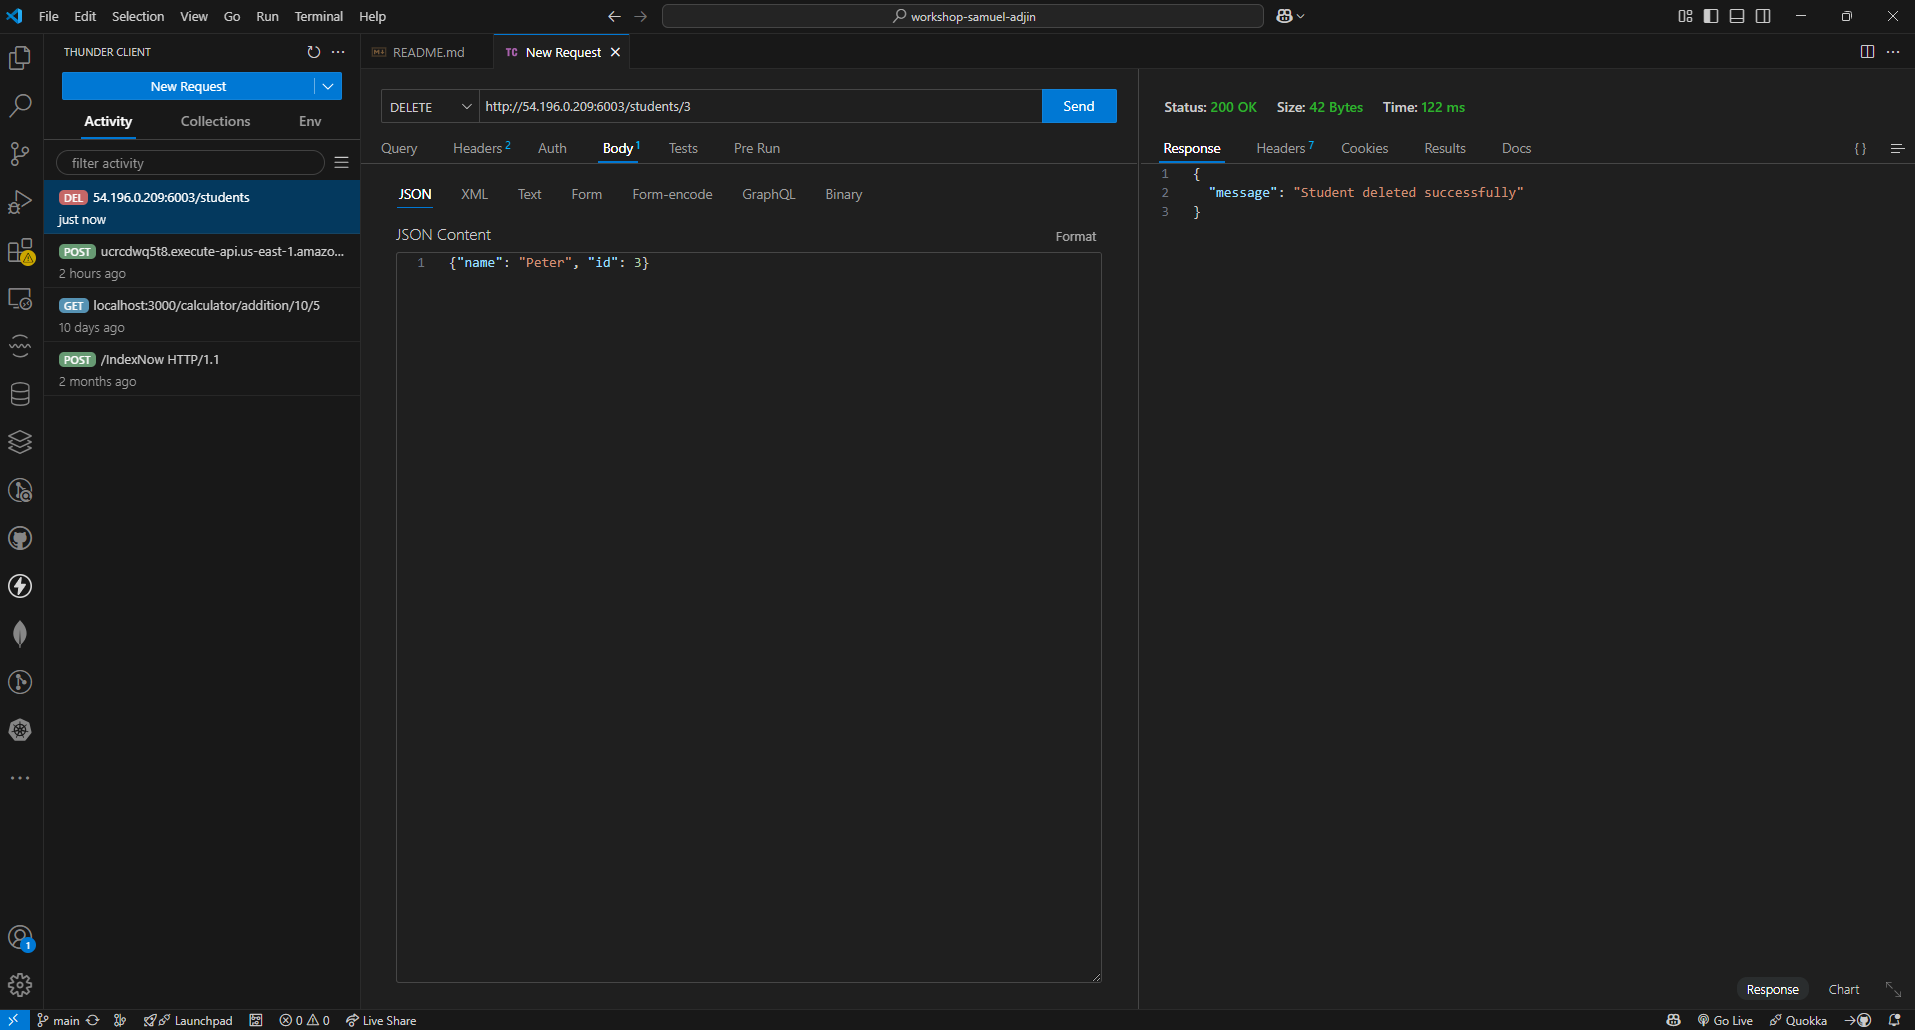 File Edit Selection View Go Run Terminal Help
workshop-samuel-adjin
THUNDER CLIENT
New Request
Activity Collections Env
filter activity
DEL 54.196.0.209:6003/students
just now
POST ucrcdwq5t8.execute-api.us-east-1.amazo...
2 hours ago
GET localhost:3000/calculator/addition/10/5
10 days ago
POST /IndexNow HTTP/1.1
2 months ago
README.md
TC New Request
DELETE http://54.196.0.209:6003/students/3 Send
Query Headers 2 Auth Body 1 Tests Pre Run
JSON XML Text Form Form-encode GraphQL Binary
JSON Content
Format
1 {"name": "Peter", "id": 3}
Status: 200 OK Size: 42 Bytes Time: 122 ms
Response Headers 7 Cookies Results Docs {}
1 {
2 "message": "Student deleted successfully"
3 }
Response Chart
1
main Launchpad 0 0 Live Share
Go Live Quokka